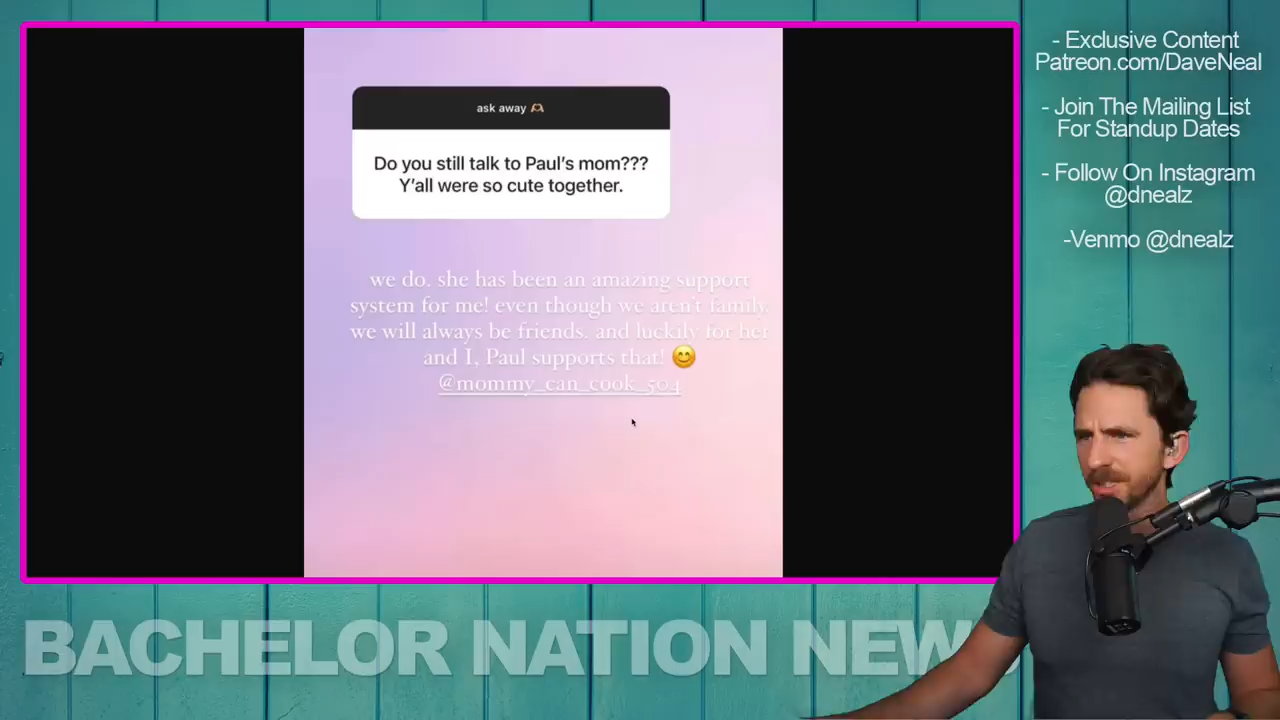 ask away
Do you still talk to Paul's mom???
Y'all were so cute together.
we do. she has been an amazing support
system for me! even though we aren't family,
we will always be friends. and luckily for her
and I, Paul supports that! 😊
@mommy_can_cook_504
- Exclusive Content
Patreon.com/DaveNeal
- Join The Mailing List
For Standup Dates
- Follow On Instagram
@dnealz
-Venmo @dnealz
BACHELOR NATION NEW